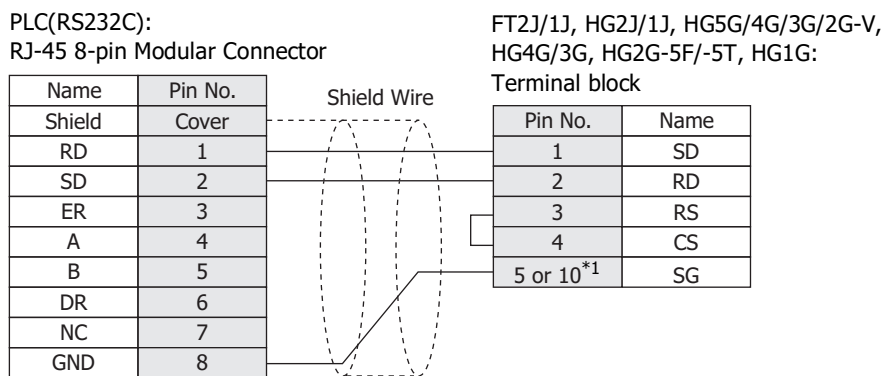 PLC(RS232C):
RJ-45 8-pin Modular Connector
Name Pin No.
Shield Cover
RD 1
SD 2
ER 3
A 4
B 5
DR 6
NC 7
GND 8
Shield Wire
FT2J/1J, HG2J/1J, HG5G/4G/3G/2G-V,
HG4G/3G, HG2G-5F/-5T, HG1G:
Terminal block
Pin No. Name
1 SD
2 RD
3 RS
4 CS
5 or 10*1 SG